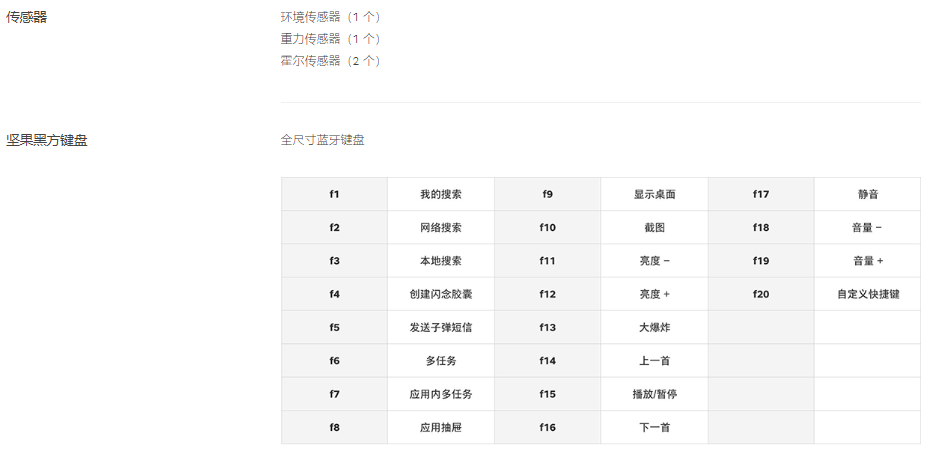 传感器
环境传感器（1 个）
重力传感器（1 个）
霍尔传感器（2 个）
坚果黑方键盘
全尺寸蓝牙键盘
f1 我的搜索 f9 显示桌面 f17 静音
f2 网络搜索 f10 截图 f18 音量 −
f3 本地搜索 f11 亮度 − f19 音量 +
f4 创建闪念胶囊 f12 亮度 + f20 自定义快捷键
f5 发送子弹短信 f13 大爆炸
f6 多任务 f14 上一首
f7 应用内多任务 f15 播放/暂停
f8 应用抽屉 f16 下一首